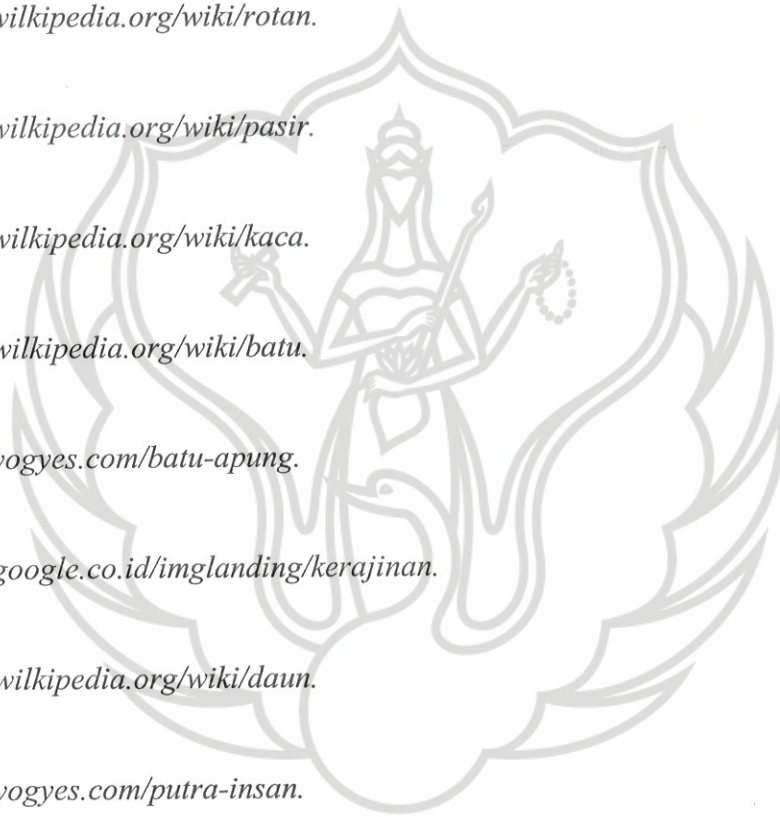 wilkipedia.org/wiki/rotan.
wilkipedia.org/wiki/pasir.
wilkipedia.org/wiki/kaca.
wilkipedia.org/wiki/batu.
yogyes.com/batu-apung.
google.co.id/imglanding/kerajinan.
wilkipedia.org/wiki/daun.
yogyes.com/putra-insan.